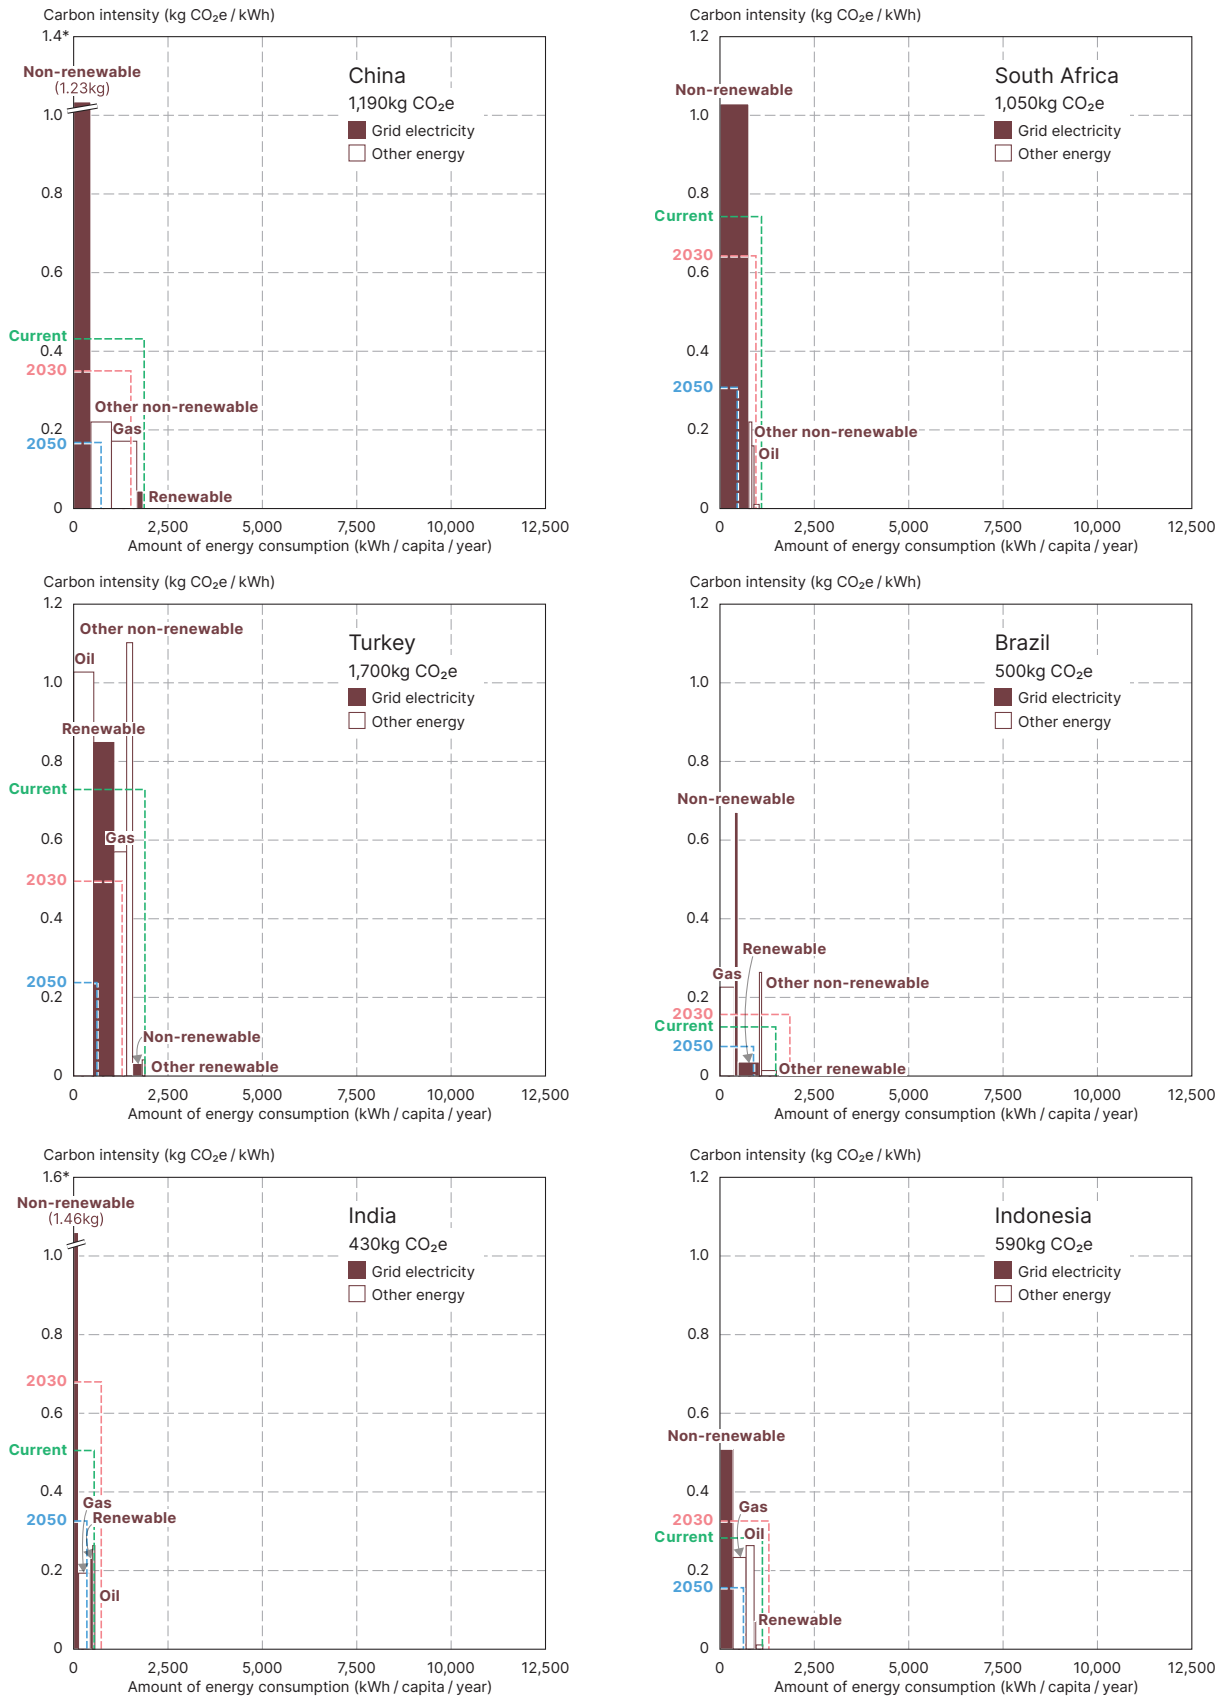 Carbon intensity (kg CO₂e / kWh)
1.4*
Non-renewable
(1.23kg)
1.0
0.8
0.6
Current
0.4
2030
0.2
2050
0
China
1,190kg CO₂e
Grid electricity
Other energy
Other non-renewable
Gas
Renewable
0 2,500 5,000 7,500 10,000 12,500
Amount of energy consumption (kWh / capita / year)
Carbon intensity (kg CO₂e / kWh)
1.2
Non-renewable
1.0
0.8
Current
2030
0.6
0.4
2050
0.2
0
South Africa
1,050kg CO₂e
Grid electricity
Other energy
Other non-renewable
Oil
0 2,500 5,000 7,500 10,000 12,500
Amount of energy consumption (kWh / capita / year)
Carbon intensity (kg CO₂e / kWh)
1.2
Other non-renewable
Oil
1.0
Renewable
0.8
Current
Gas
0.6
2030
0.4
2050
0.2
0
Turkey
1,700kg CO₂e
Grid electricity
Other energy
Non-renewable
Other renewable
0 2,500 5,000 7,500 10,000 12,500
Amount of energy consumption (kWh / capita / year)
Carbon intensity (kg CO₂e / kWh)
1.2
1.0
0.8
Non-renewable
0.6
0.4
Renewable
Gas
Other non-renewable
0.2
2030
Current
2050
Other renewable
0
Brazil
500kg CO₂e
Grid electricity
Other energy
0 2,500 5,000 7,500 10,000 12,500
Amount of energy consumption (kWh / capita / year)
Carbon intensity (kg CO₂e / kWh)
1.6*
Non-renewable
(1.46kg)
1.0
0.8
2030
0.6
Current
0.4
Gas
2050
Renewable
0.2
Oil
0
India
430kg CO₂e
Grid electricity
Other energy
0 2,500 5,000 7,500 10,000 12,500
Amount of energy consumption (kWh / capita / year)
Carbon intensity (kg CO₂e / kWh)
1.2
1.0
0.8
0.6
Non-renewable
0.4
Gas
2030
Current
Oil
0.2
2050
Renewable
0
Indonesia
590kg CO₂e
Grid electricity
Other energy
0 2,500 5,000 7,500 10,000 12,500
Amount of energy consumption (kWh / capita / year)